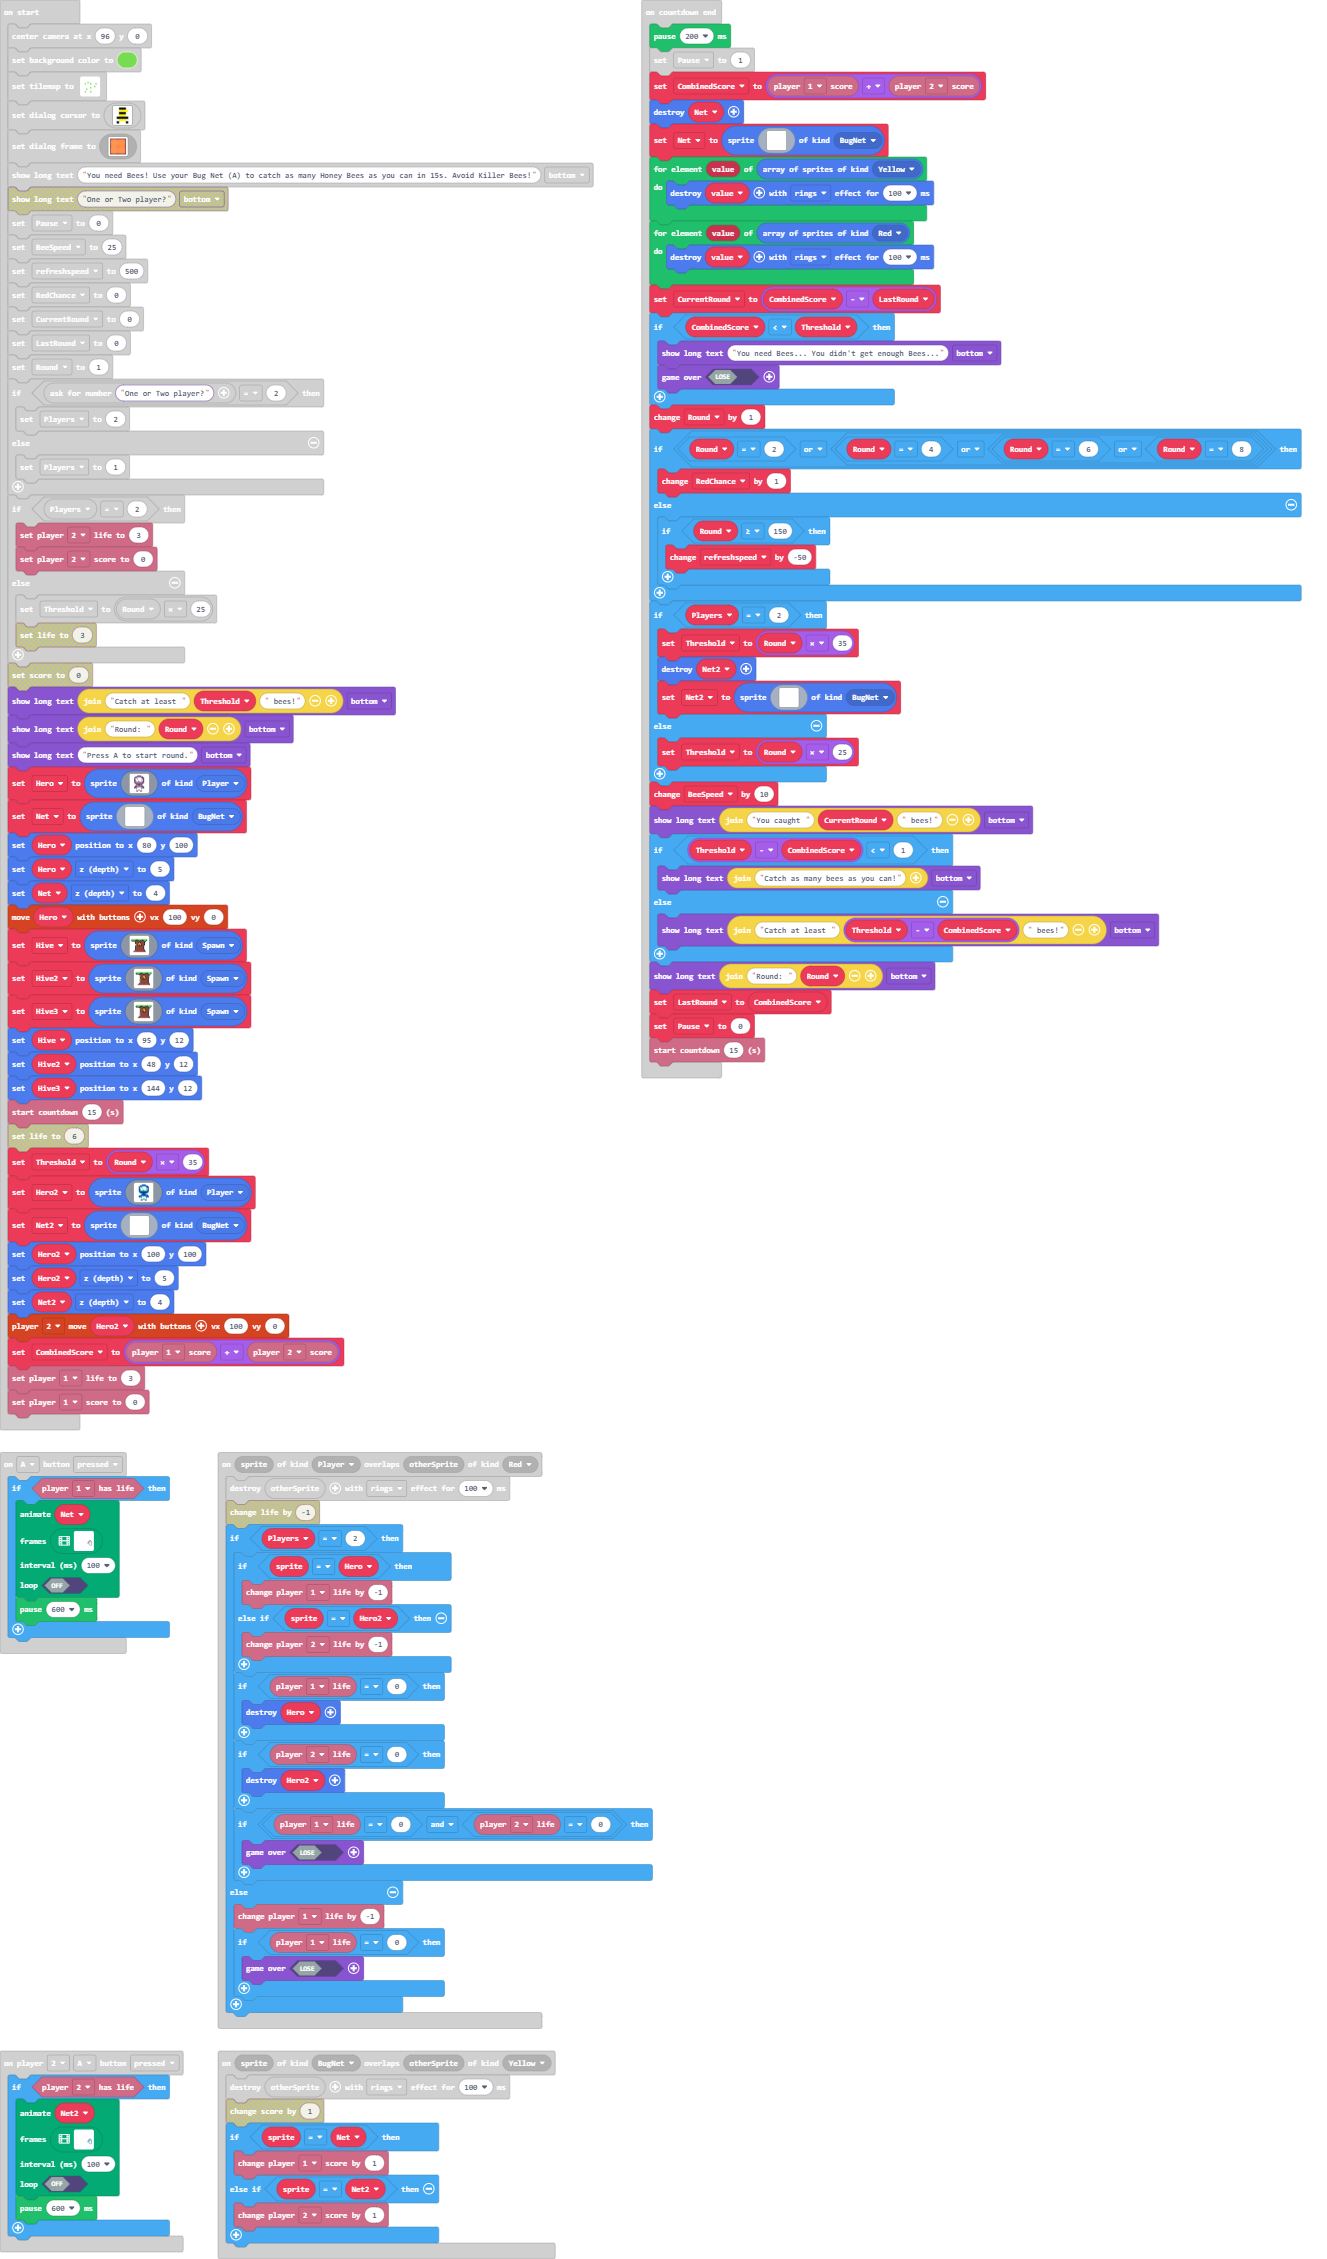 on start
center camera at x 96 y 0
set background color to
set tilemap to
set dialog cursor to
set dialog frame to
show long text "You need Bees! Use your Bug Net (A) to catch as many Honey Bees as you can in 15s. Avoid Killer Bees!" bottom
show long text "One or Two player?" bottom
set Pause to 0
set BeeSpeed to 25
set refreshspeed to 500
set RedChance to 0
set CurrentRound to 0
set LastRound to 0
set Round to 1
if ask for number "One or Two player?" = 2 then
set Players to 2
else
set Players to 1
if Players = 2 then
set player 2 life to 3
set player 2 score to 0
else
set Threshold to Round × 25
set life to 3
set score to 0
show long text join "Catch at least " Threshold " bees!" bottom
show long text join "Round: " Round bottom
show long text "Press A to start round." bottom
set Hero to sprite of kind Player
set Net to sprite of kind BugNet
set Hero position to x 80 y 100
set Hero z (depth) to 5
set Net z (depth) to 4
move Hero with buttons vx 100 vy 0
set Hive to sprite of kind Spawn
set Hive2 to sprite of kind Spawn
set Hive3 to sprite of kind Spawn
set Hive position to x 95 y 12
set Hive2 position to x 48 y 12
set Hive3 position to x 144 y 12
start countdown 15 (s)
set life to 6
set Threshold to Round × 35
set Hero2 to sprite of kind Player
set Net2 to sprite of kind BugNet
set Hero2 position to x 100 y 100
set Hero2 z (depth) to 5
set Net2 z (depth) to 4
player 2 move Hero2 with buttons vx 100 vy 0
set CombinedScore to player 1 score + player 2 score
set player 1 life to 3
set player 1 score to 0
on countdown end
pause 200 ms
set Pause to 1
set CombinedScore to player 1 score + player 2 score
destroy Net
set Net to sprite of kind BugNet
for element value of array of sprites of kind Yellow
do destroy value with rings effect for 100 ms
for element value of array of sprites of kind Red
do destroy value with rings effect for 100 ms
set CurrentRound to CombinedScore - LastRound
if CombinedScore < Threshold then
show long text "You need Bees... You didn't get enough Bees..." bottom
game over LOSE
change Round by 1
if Round = 2 or Round = 4 or Round = 6 or Round = 8 then
change RedChance by 1
else
if Round ≥ 150 then
change refreshspeed by -50
if Players = 2 then
set Threshold to Round × 35
destroy Net2
set Net2 to sprite of kind BugNet
else
set Threshold to Round × 25
change BeeSpeed by 10
show long text join "You caught " CurrentRound " bees!" bottom
if Threshold - CombinedScore < 1 then
show long text join "Catch as many bees as you can!" bottom
else
show long text join "Catch at least " Threshold - CombinedScore " bees!" bottom
show long text join "Round: " Round bottom
set LastRound to CombinedScore
set Pause to 0
start countdown 15 (s)
on A button pressed
if player 1 has life then
animate Net
frames
interval (ms) 100
loop OFF
pause 600 ms
on sprite of kind Player overlaps otherSprite of kind Red
destroy otherSprite with rings effect for 100 ms
change life by -1
if Players = 2 then
if sprite = Hero then
change player 1 life by -1
else if sprite = Hero2 then
change player 2 life by -1
if player 1 life = 0 then
destroy Hero
if player 2 life = 0 then
destroy Hero2
if player 1 life = 0 and player 2 life = 0 then
game over LOSE
else
change player 1 life by -1
if player 1 life = 0 then
game over LOSE
on player 2 A button pressed
if player 2 has life then
animate Net2
frames
interval (ms) 100
loop OFF
pause 600 ms
on sprite of kind BugNet overlaps otherSprite of kind Yellow
destroy otherSprite with rings effect for 100 ms
change score by 1
if sprite = Net then
change player 1 score by 1
else if sprite = Net2 then
change player 2 score by 1